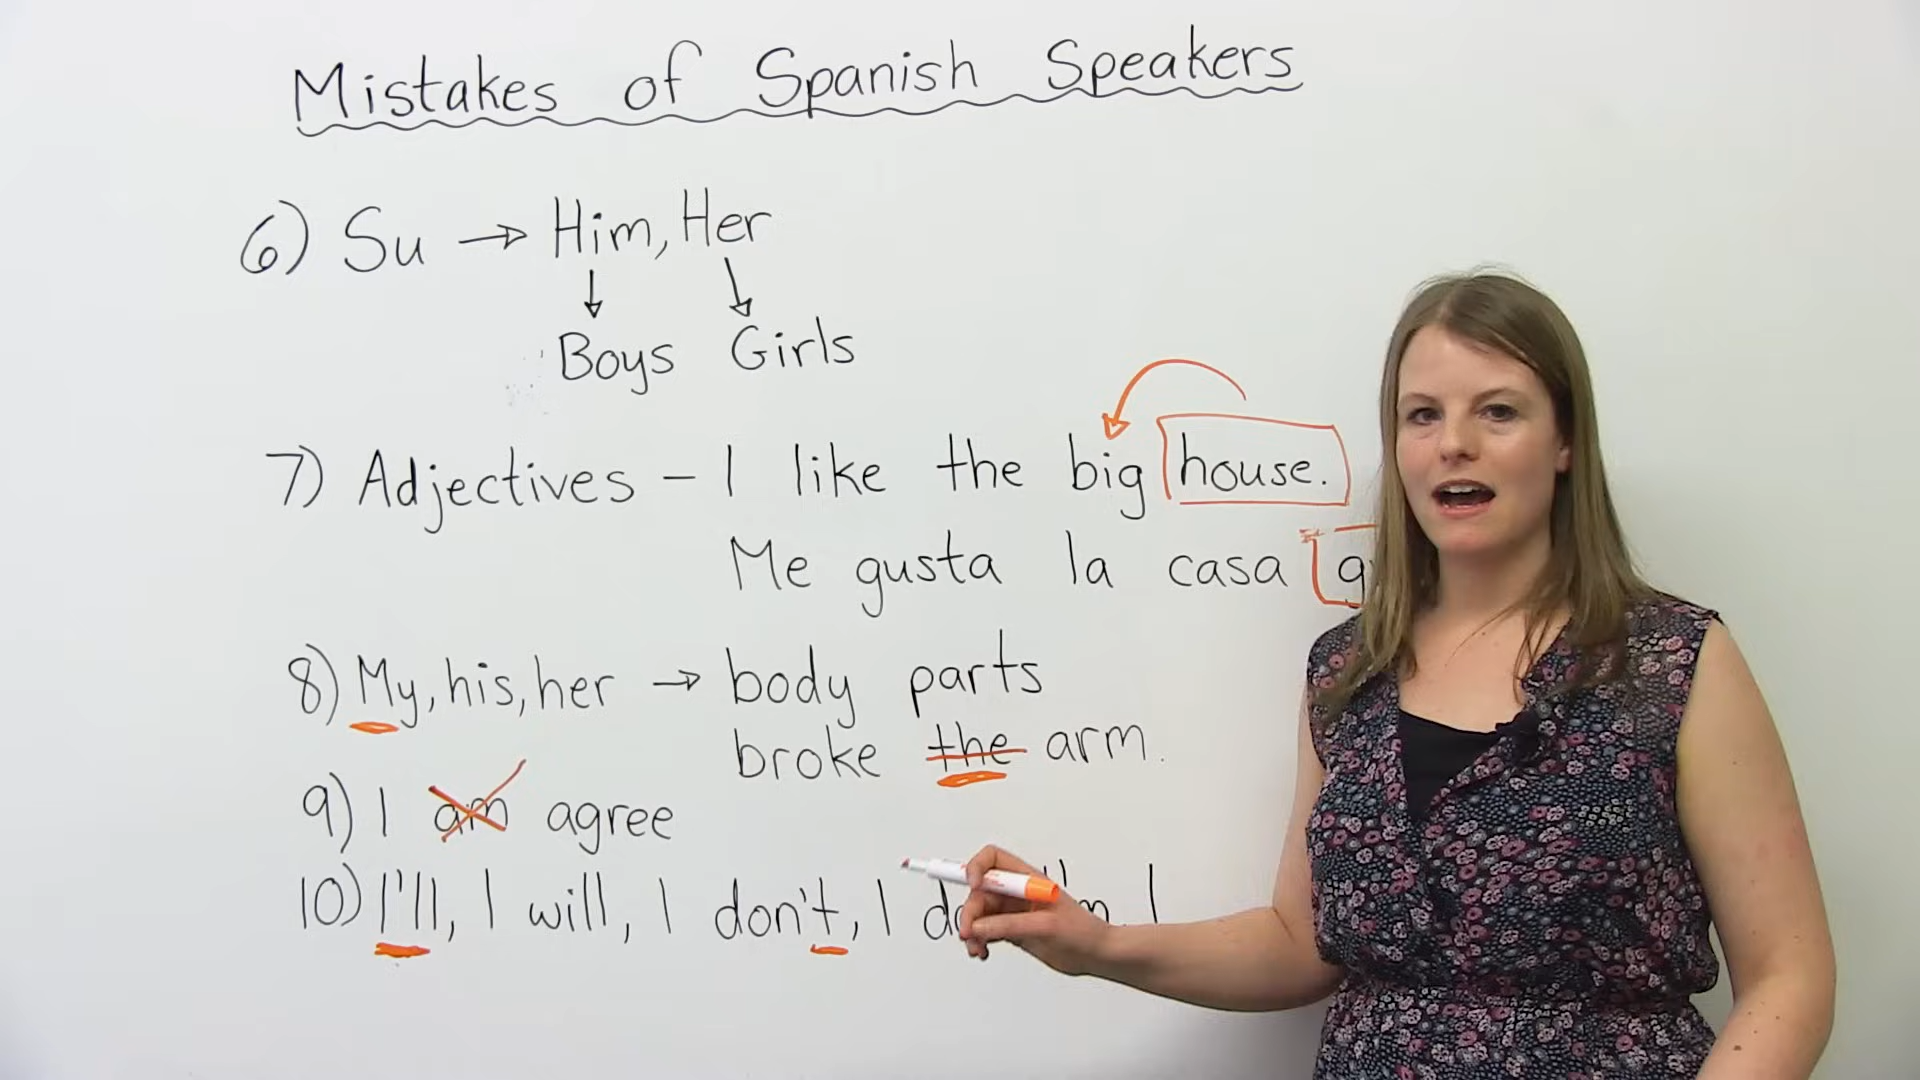 Mistakes of Spanish Speakers
6) Su → Him, Her
↓ ↘
Boys Girls
7) Adjectives – I like the big house.
Me gusta la casa
8) My, his, her → body parts
broke the arm.
9) I am agree
10) I'll, I will, I don't, I